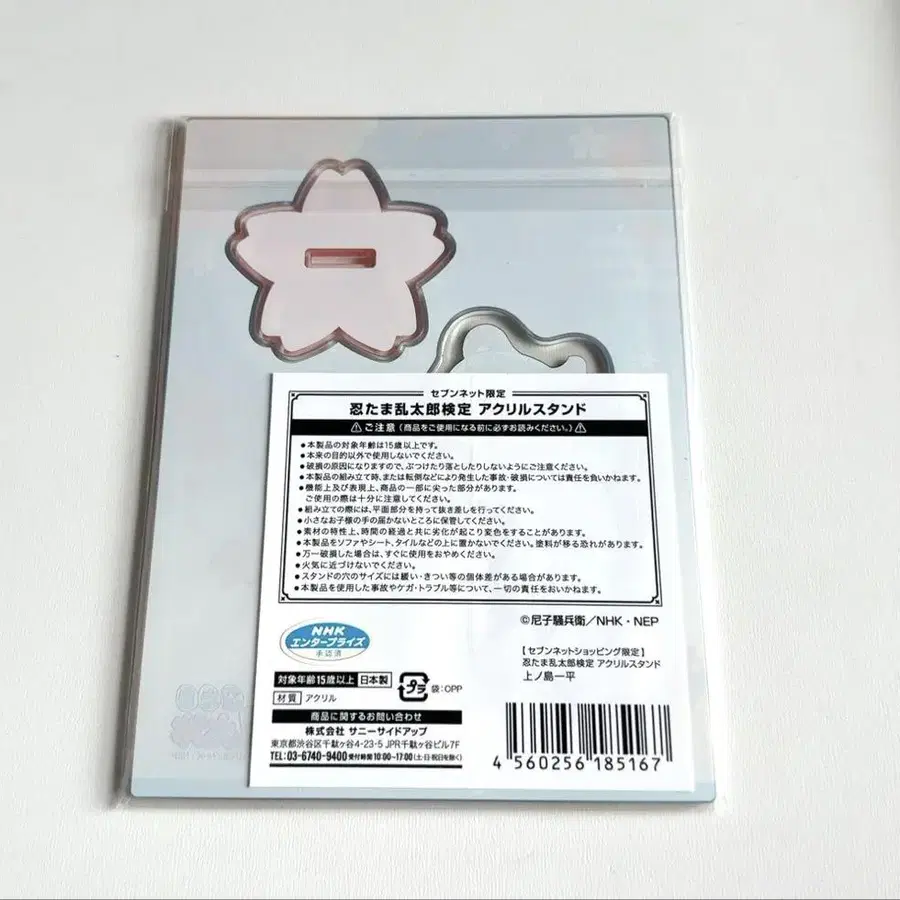 セブンネット限定
忍たま乱太郎検定 アクリルスタンド
⚠ご注意(商品をご使用になる前に必ずお読みください。)⚠
●本製品の対象年齢は15歳以上です。
●本来の目的以外で使用しないでください。
●破損の原因になりますので、ぶつけたり落としたりしないようにご注意ください。
●本製品の組み立て時、または転倒などにより発生した事故・破損については責任を負いかねます。
●機能上及び表現上、商品の一部に尖った部分があります。
ご使用の際は十分に注意してください。
●組み立ての際には、平面部分を持って抜き差しを行ってください。
●小さなお子様の手の届かないところに保管してください。
●素材の特性上、時間の経過と共に劣化が起こり変色をすることがあります。
●本製品をソファやシート、タイルなどの上に置かないでください。塗料が移る恐れがあります。
●万一破損した場合は、すぐに使用をおやめください。
●火気に近づけないでください。
●スタンドの穴のサイズには緩い・きつい等の個体差がある場合があります。
●本製品を使用した事故やケガ・トラブル等について、一切の責任をおいかねます。
©尼子騒兵衛/NHK・NEP
NHK
エンタープライズ
承認済
【セブンネットショッピング限定】
忍たま乱太郎検定 アクリルスタンド
上ノ島一平
対象年齢15歳以上 日本製
プラ 袋:OPP
材質 アクリル
商品に関するお問い合わせ
株式会社 サニーサイドアップ
東京都渋谷区千駄ヶ谷4-23-5 JPR千駄ヶ谷ビル7F
TEL:03-6740-9400 受付時間10:00~17:00(土・日・祝日を除く)
4 560256 185167